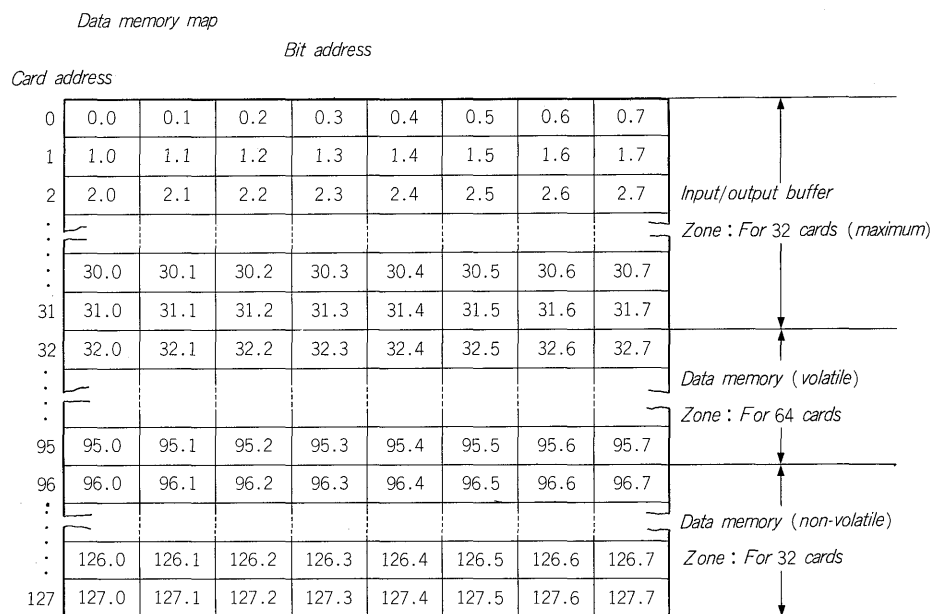 Data memory map
Bit address
Card address
0 0.0 0.1 0.2 0.3 0.4 0.5 0.6 0.7
1 1.0 1.1 1.2 1.3 1.4 1.5 1.6 1.7
2 2.0 2.1 2.2 2.3 2.4 2.5 2.6 2.7
Input/output buffer
Zone : For 32 cards (maximum)
30.0 30.1 30.2 30.3 30.4 30.5 30.6 30.7
31 31.0 31.1 31.2 31.3 31.4 31.5 31.6 31.7
32 32.0 32.1 32.2 32.3 32.4 32.5 32.6 32.7
Data memory (volatile)
Zone : For 64 cards
95 95.0 95.1 95.2 95.3 95.4 95.5 95.6 95.7
96 96.0 96.1 96.2 96.3 96.4 96.5 96.6 96.7
Data memory (non-volatile)
126.0 126.1 126.2 126.3 126.4 126.5 126.6 126.7 Zone : For 32 cards
127 127.0 127.1 127.2 127.3 127.4 127.5 127.6 127.7